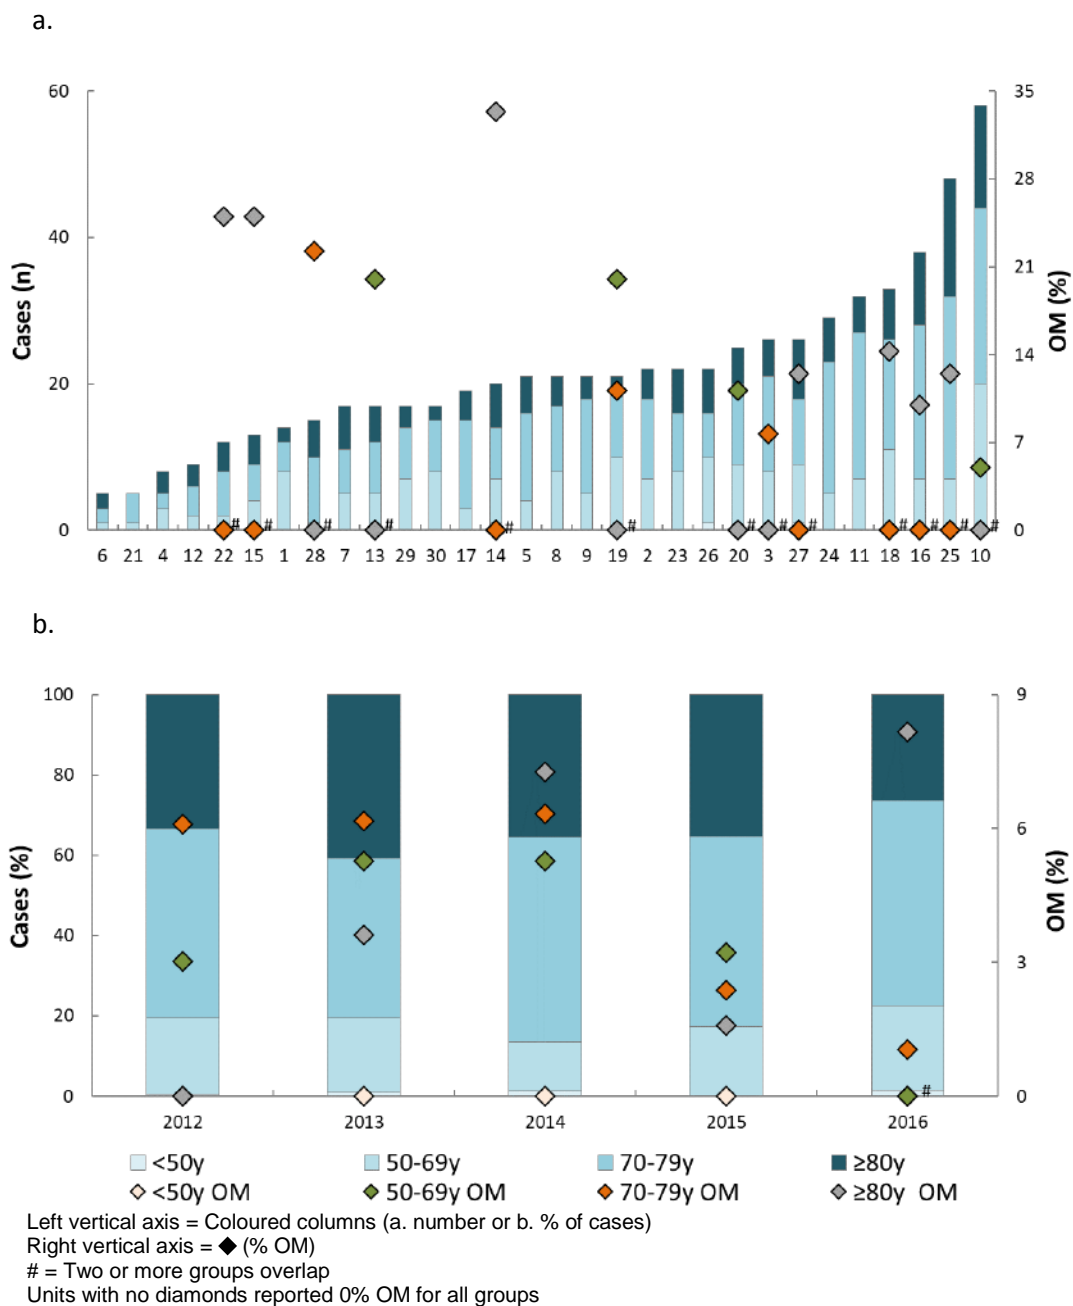 a.
60
35
28
40
21
Cases (n)
OM (%)
14
20
7
0
0
# # # # # # # # # # # # # #
6 21 4 12 22 15 1 28 7 13 29 30 17 14 5 8 9 19 2 23 26 20 3 27 24 11 18 16 25 10
b.
100
9
80
6
60
Cases (%)
OM (%)
40
3
20
#
0
0
2012 2013 2014 2015 2016
<50y 50-69y 70-79y ≥80y
<50y OM 50-69y OM 70-79y OM ≥80y OM
Left vertical axis = Coloured columns (a. number or b. % of cases)
Right vertical axis = ◆ (% OM)
# = Two or more groups overlap
Units with no diamonds reported 0% OM for all groups